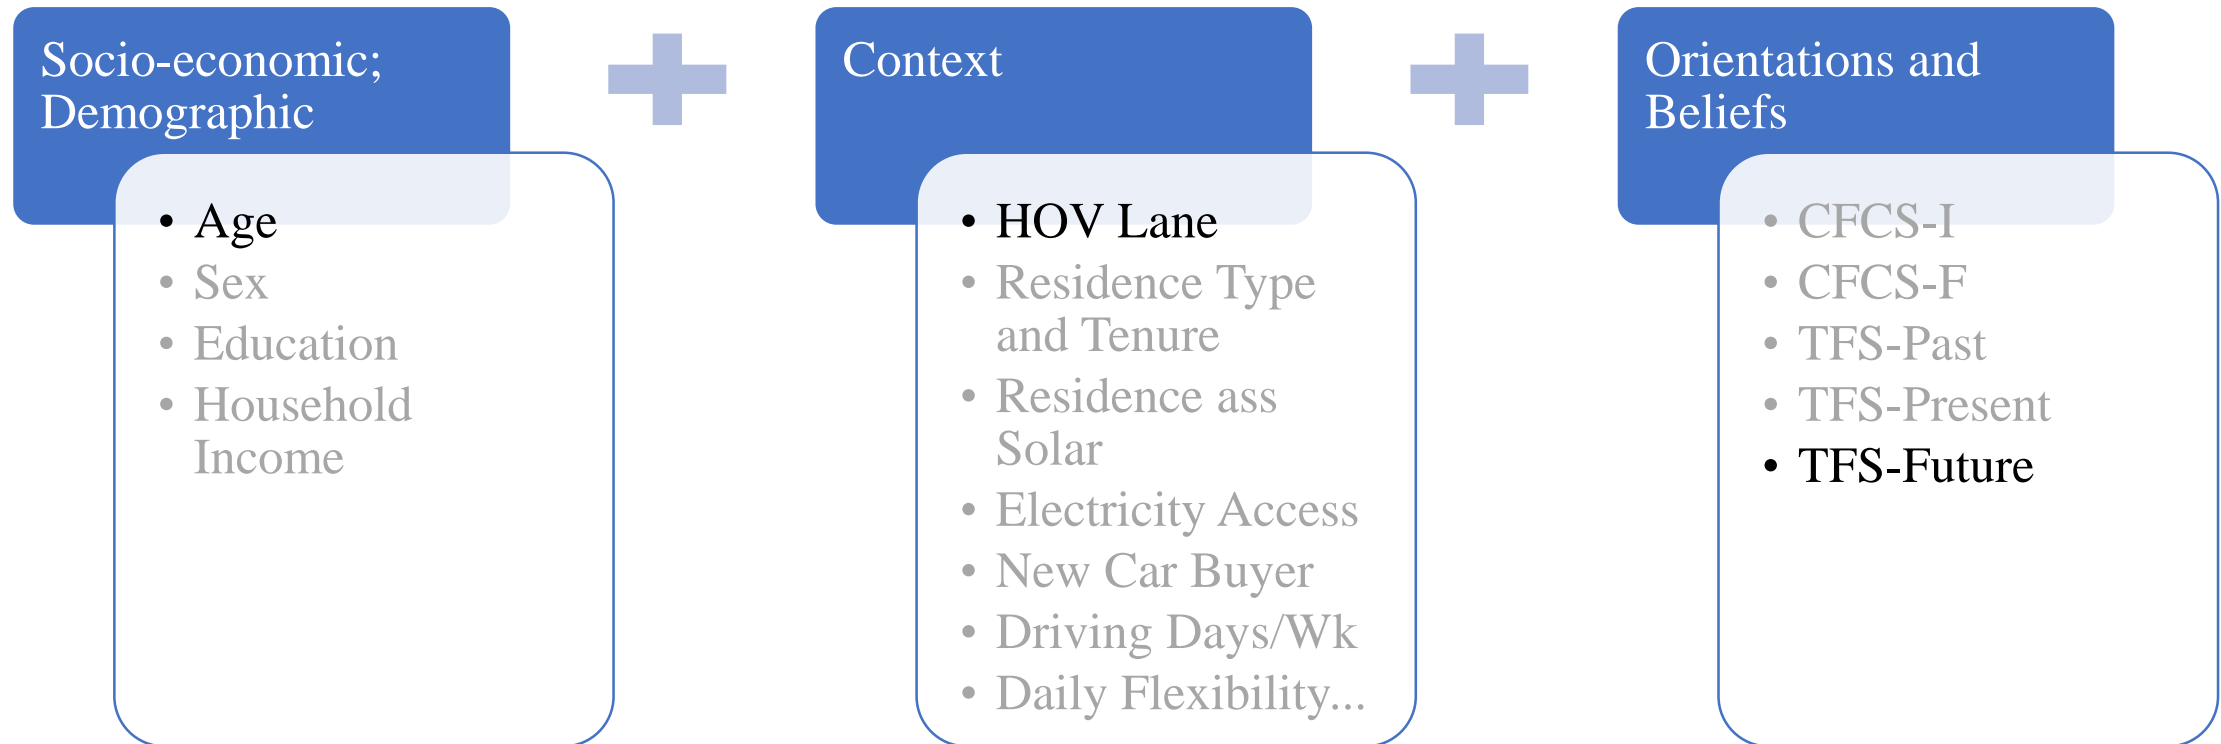 Socio-economic;
Demographic
• Age
• Sex
• Education
• Household
Income
Context
• HOV Lane
• Residence Type
and Tenure
• Residence ass
Solar
• Electricity Access
• New Car Buyer
• Driving Days/Wk
• Daily Flexibility...
Orientations and
Beliefs
• CFCS-I
• CFCS-F
• TFS-Past
• TFS-Present
• TFS-Future